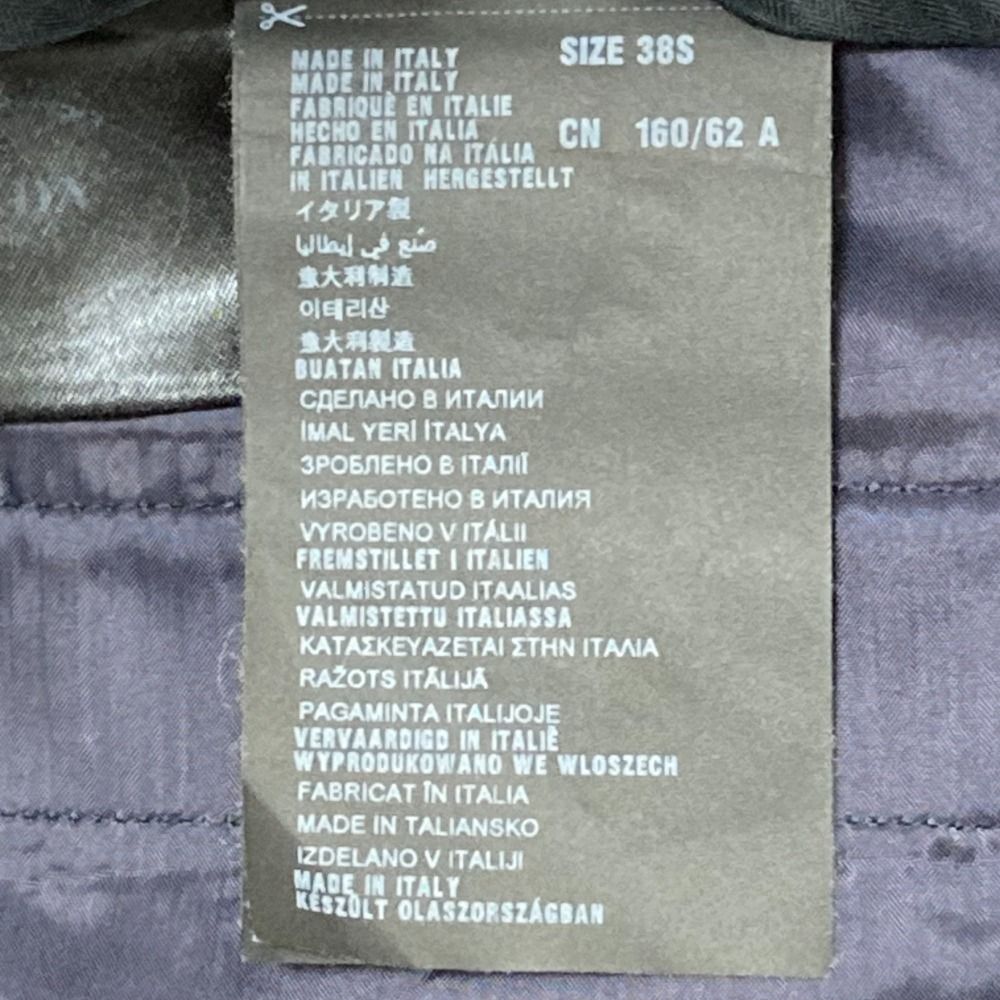 MADE IN ITALY
SIZE 38S
MADE IN ITALY
FABRIQUÈ EN ITALIE
HECHO EN ITALIA
CN 160/62 A
FABRICADO NA ITÁLIA
IN ITALIEN HERGESTELLT
イタリア製
صنع في إيطاليا
意大利制造
이테리산
意大利製造
BUATAN ITALIA
СДЕЛАНО В ИТАЛИИ
İMAL YERİ İTALYA
ЗРОБЛЕНО В ІТАЛІЇ
ИЗРАБОТЕНО В ИТАЛИЯ
VYROBENO V ITÁLII
FREMSTILLET I ITALIEN
VALMISTATUD ITAALIAS
VALMISTETTU ITALIASSA
ΚΑΤΑΣΚΕΥΑΖΕΤΑΙ ΣΤΗΝ ΙΤΑΛΙΑ
RAŽOTS ITĀLIJĀ
PAGAMINTA ITALIJOJE
VERVAARDIGD IN ITALIË
WYPRODUKOWANO WE WLOSZECH
FABRICAT ÎN ITALIA
MADE IN TALIANSKO
IZDELANO V ITALIJI
MADE IN ITALY
KÉSZÜLT OLASZORSZÁGBAN